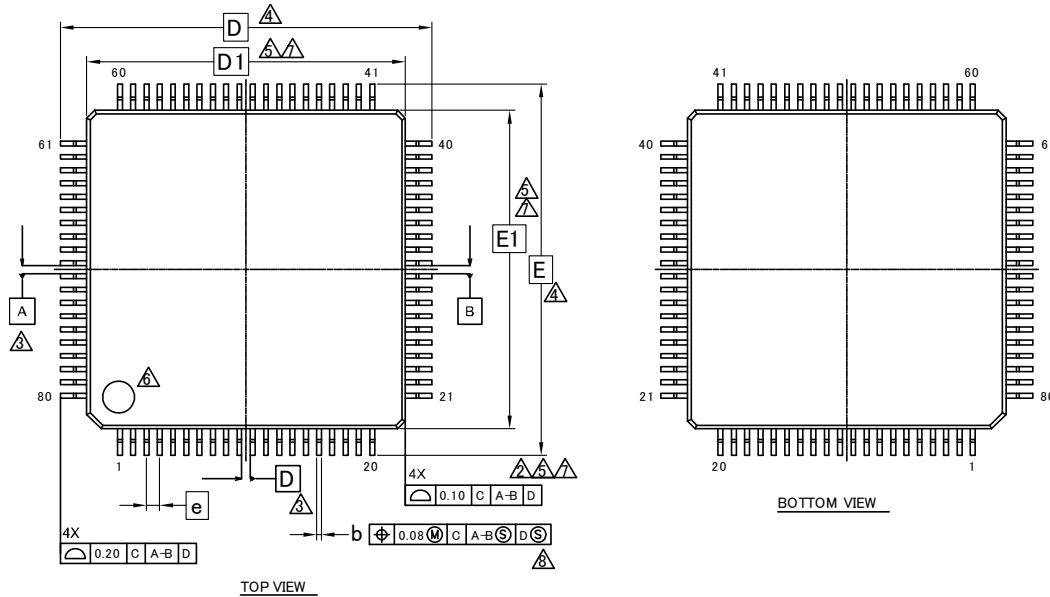 D 4
D1 5 7
60 41
61 40
5
7
E1
E
4
A
3
B
6
80 21
1 20
e
D
3
4X
2 5 7
0.10 C A-B D
b 0.08 M C A-B S D S
8
4X
0.20 C A-B D
TOP VIEW
41 60
40 6
21 80
20 1
BOTTOM VIEW